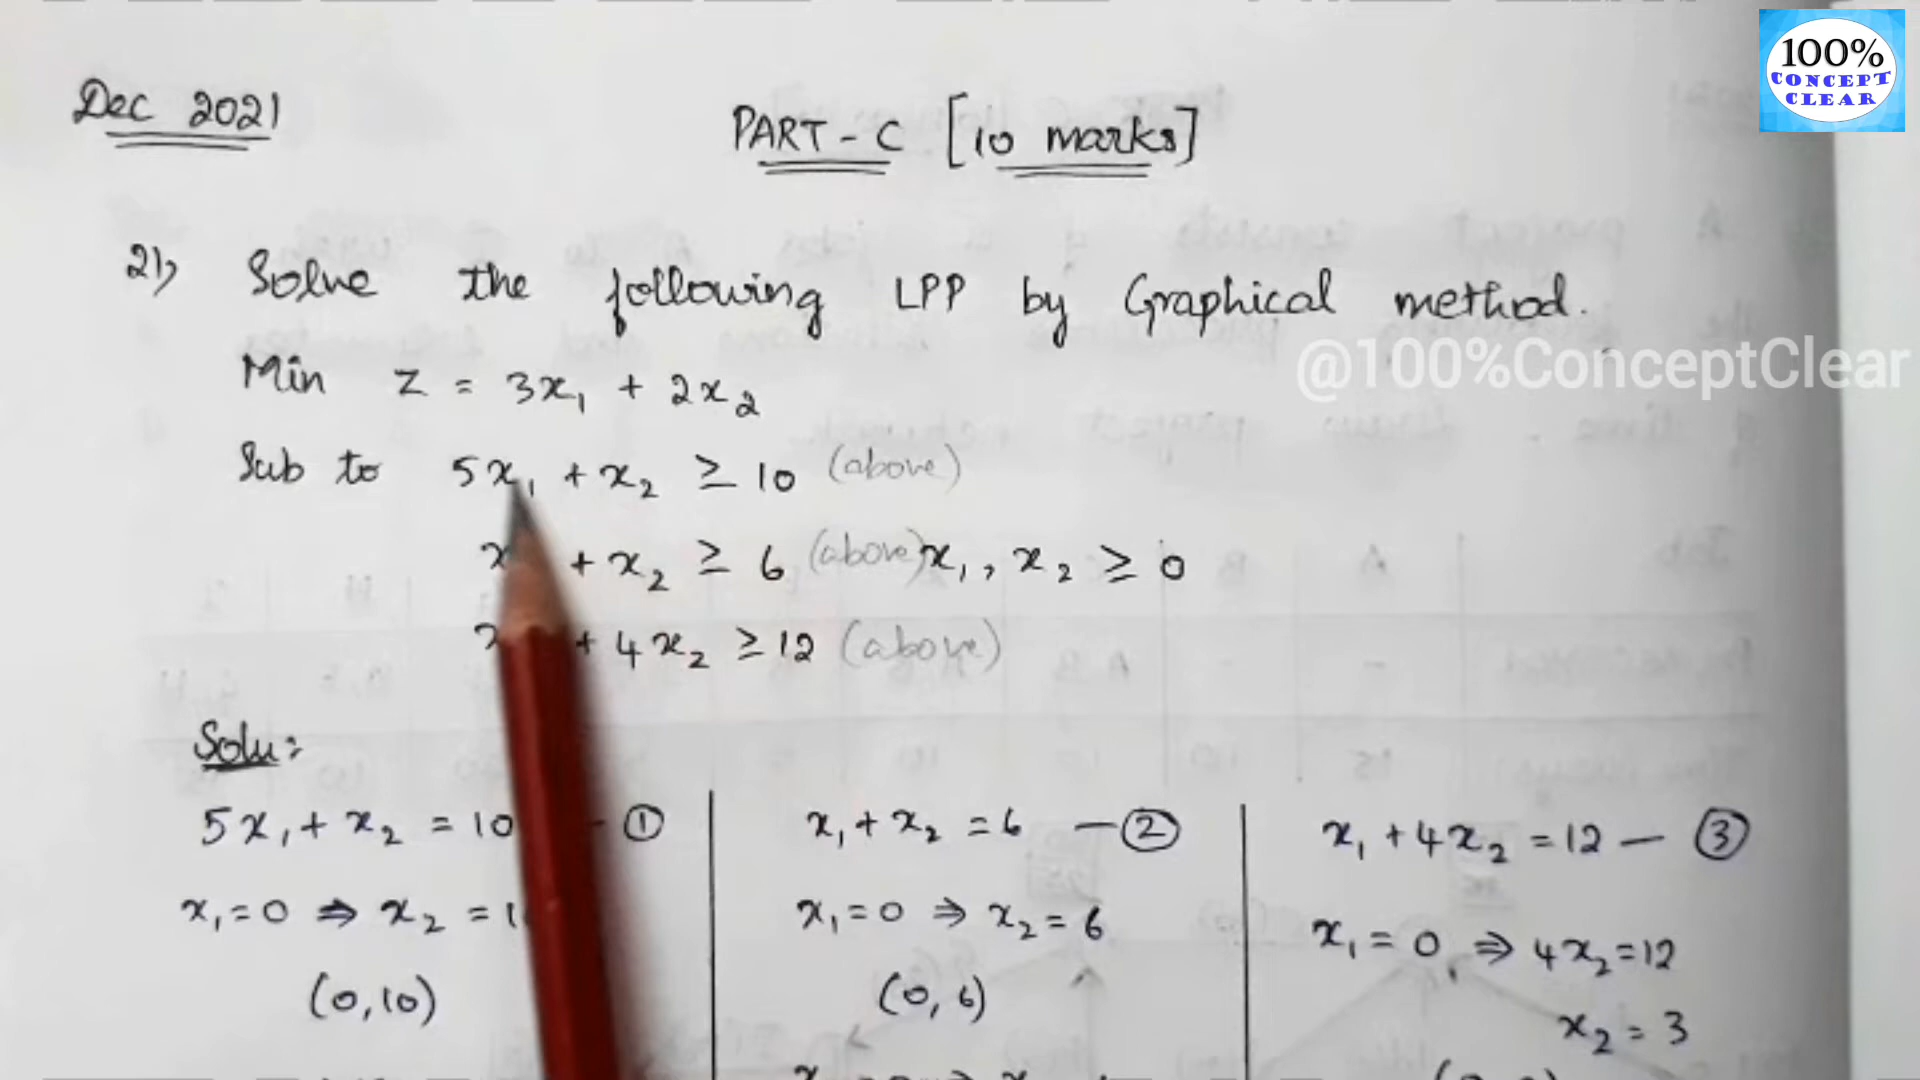 100%
CONCEPT
CLEAR
Dec 2021
PART - C [10 marks]
21) Solve the following LPP by Graphical method.
@100%ConceptClear
Min Z = 3x₁ + 2x₂
Sub to 5x₁ + x₂ ≥ 10 (above)
x + x₂ ≥ 6 (above) x₁, x₂ ≥ 0
+ 4x₂ ≥ 12 (above)
Solu:
5x₁ + x₂ = 10 - ①
x₁ + x₂ = 6 — ②
x₁ + 4x₂ = 12 — ③
x₁ = 0 ⇒ x₂ = 1
x₁ = 0 ⇒ x₂ = 6
x₁ = 0, ⇒ 4x₂ = 12
(0, 10)
(0, 6)
x₂ = 3